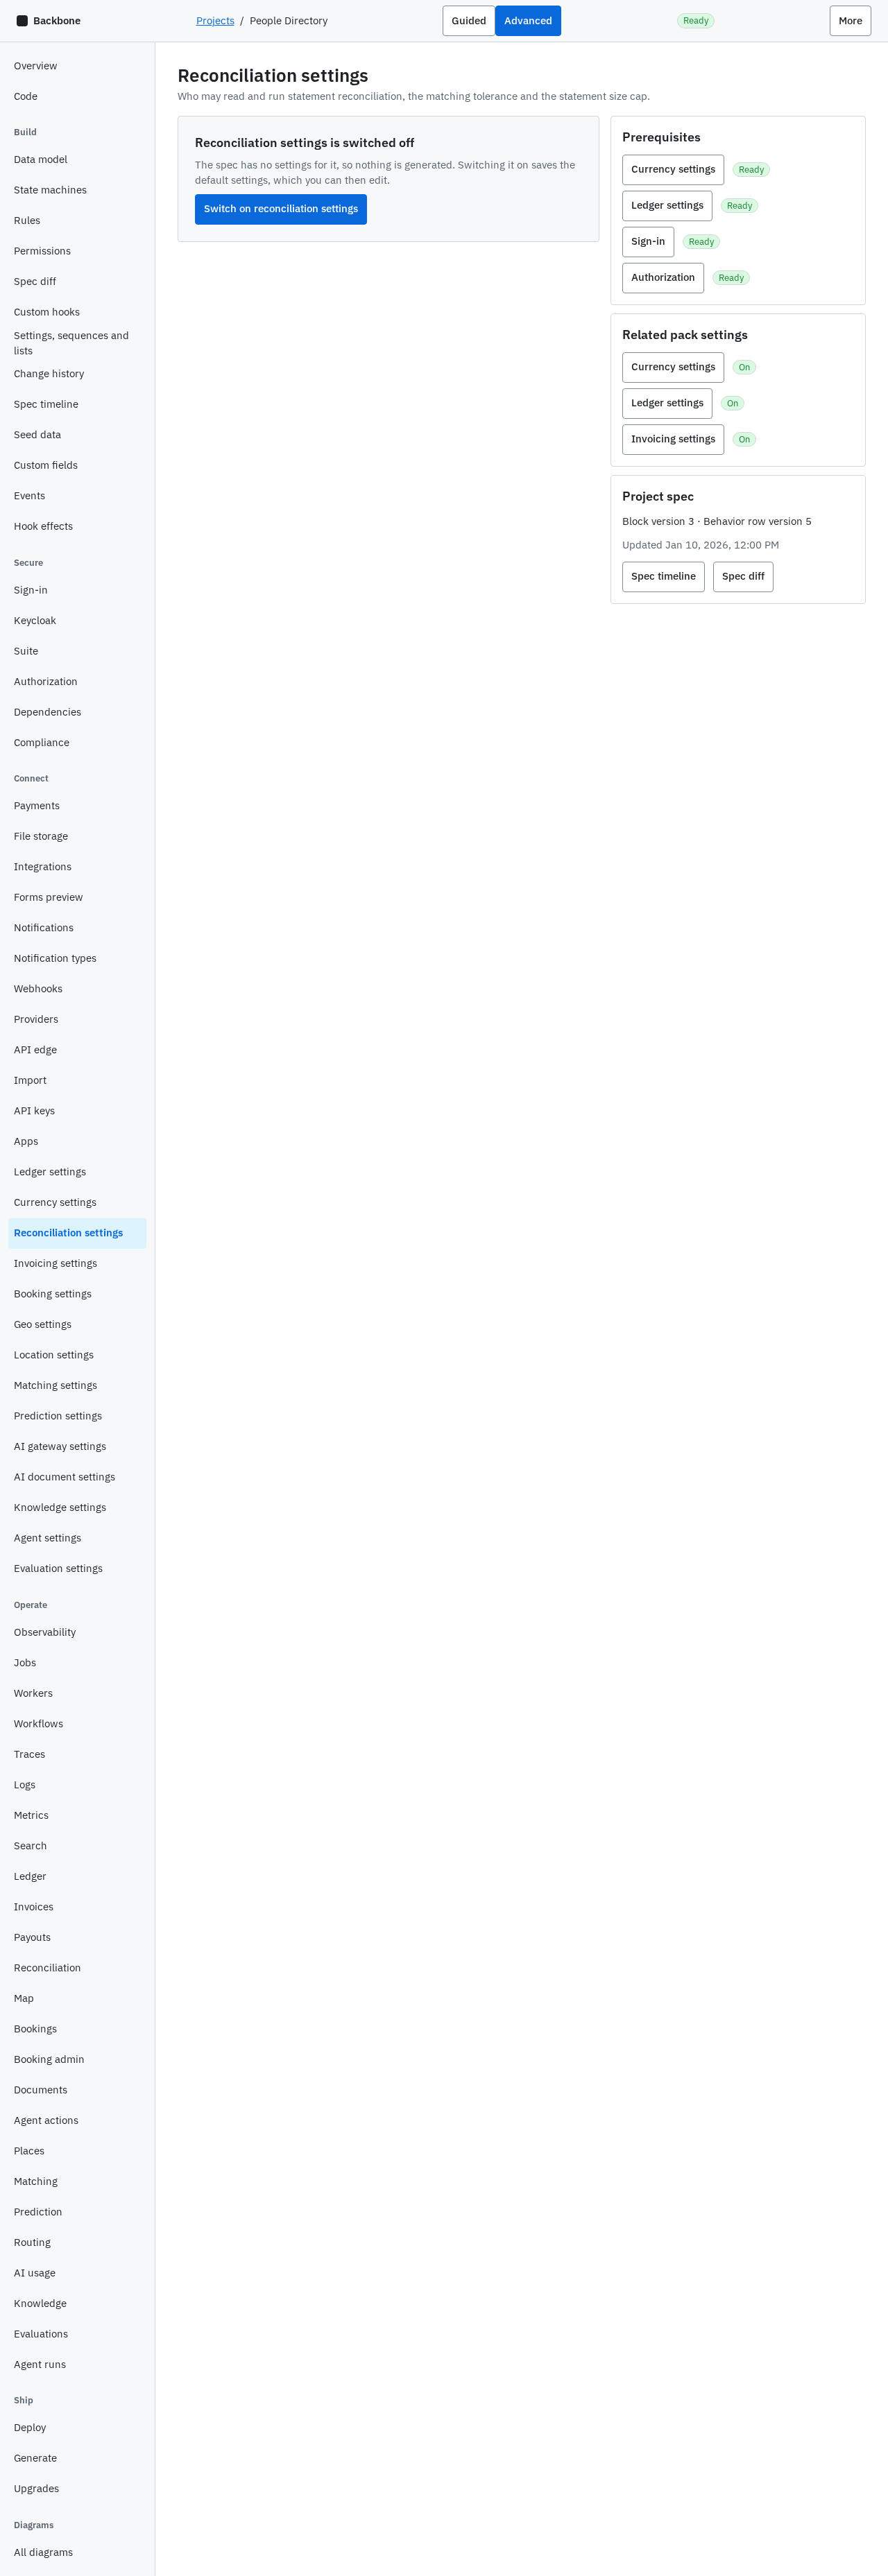 Backbone
Projects / People Directory
Guided
Advanced
Ready
More
Overview
Code
Build
Data model
State machines
Rules
Permissions
Spec diff
Custom hooks
Settings, sequences and
lists
Change history
Spec timeline
Seed data
Custom fields
Events
Hook effects
Secure
Sign-in
Keycloak
Suite
Authorization
Dependencies
Compliance
Connect
Payments
File storage
Integrations
Forms preview
Notifications
Notification types
Webhooks
Providers
API edge
Import
API keys
Apps
Ledger settings
Currency settings
Reconciliation settings
Invoicing settings
Booking settings
Geo settings
Location settings
Matching settings
Prediction settings
AI gateway settings
AI document settings
Knowledge settings
Agent settings
Evaluation settings
Operate
Observability
Jobs
Workers
Workflows
Traces
Logs
Metrics
Search
Ledger
Invoices
Payouts
Reconciliation
Map
Bookings
Booking admin
Documents
Agent actions
Places
Matching
Prediction
Routing
AI usage
Knowledge
Evaluations
Agent runs
Ship
Deploy
Generate
Upgrades
Diagrams
All diagrams
Reconciliation settings
Who may read and run statement reconciliation, the matching tolerance and the statement size cap.
Reconciliation settings is switched off
The spec has no settings for it, so nothing is generated. Switching it on saves the
default settings, which you can then edit.
Switch on reconciliation settings
Prerequisites
Currency settings Ready
Ledger settings Ready
Sign-in Ready
Authorization Ready
Related pack settings
Currency settings On
Ledger settings On
Invoicing settings On
Project spec
Block version 3 · Behavior row version 5
Updated Jan 10, 2026, 12:00 PM
Spec timeline Spec diff